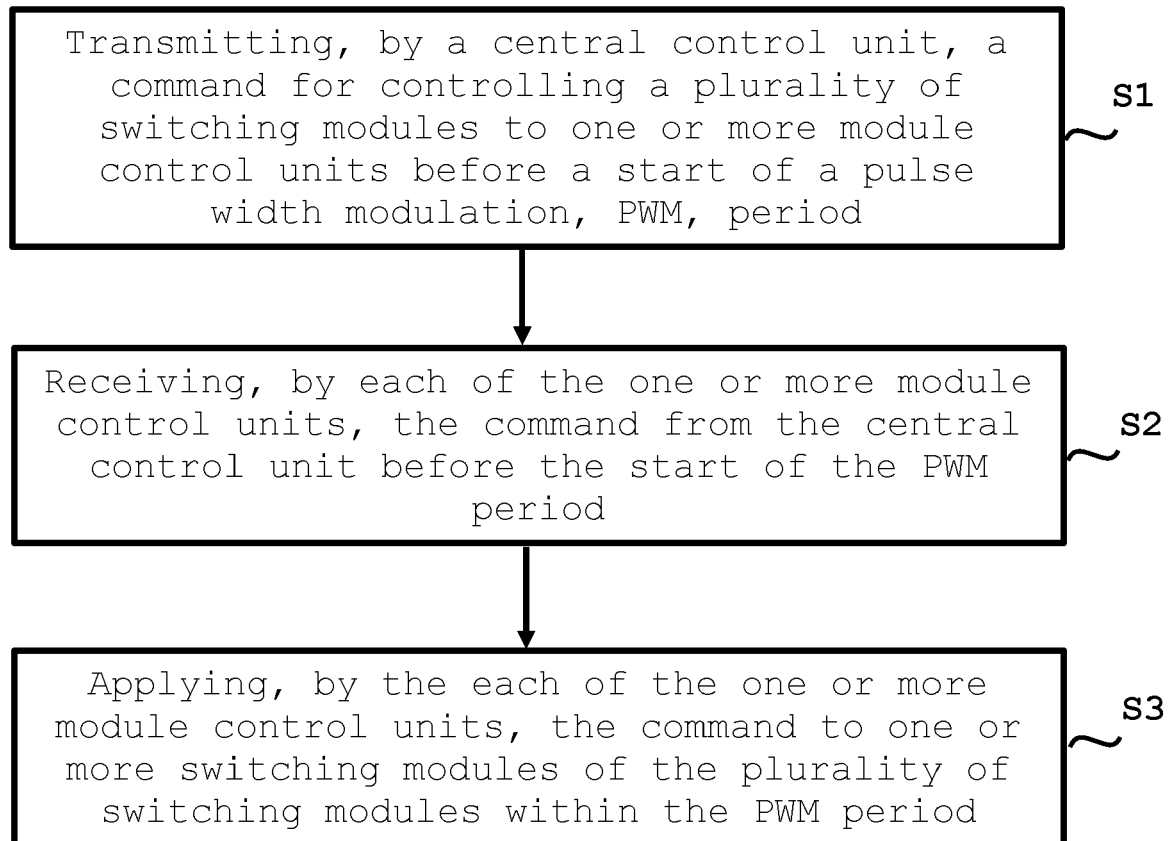 Transmitting, by a central control unit, a
command for controlling a plurality of
switching modules to one or more module
control units before a start of a pulse
width modulation, PWM, period
S1
Receiving, by each of the one or more module
control units, the command from the central
control unit before the start of the PWM
period
S2
Applying, by the each of the one or more
module control units, the command to one or
more switching modules of the plurality of
switching modules within the PWM period
S3